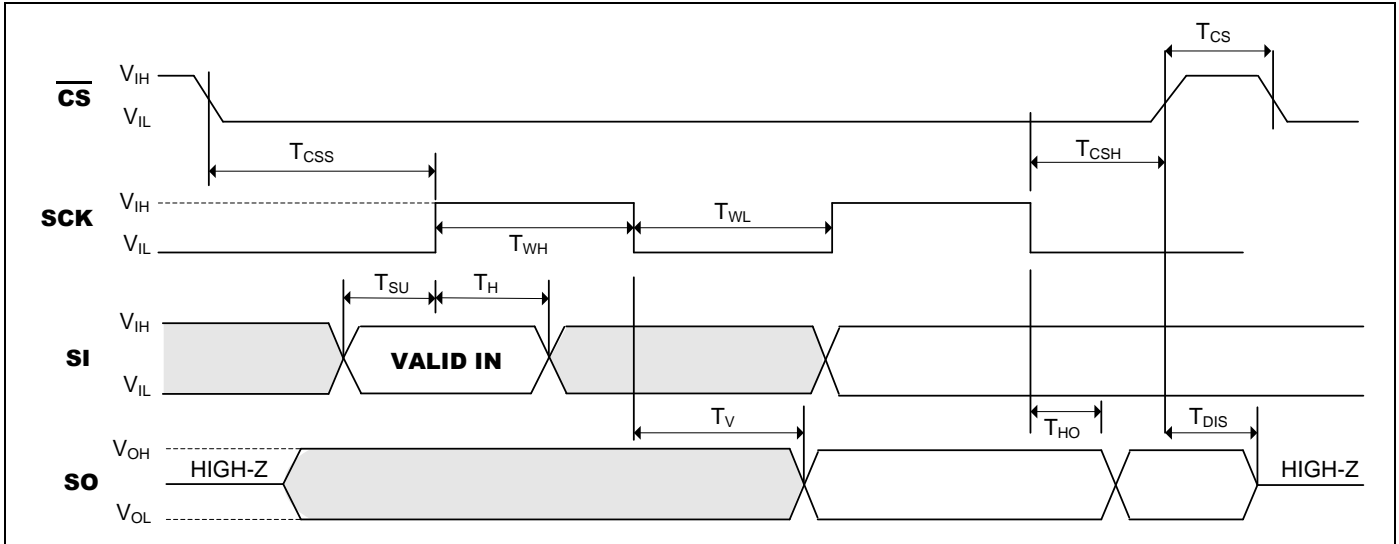 T_CS
V_IH
CS
V_IL
T_CSS
T_CSH
V_IH
SCK
T_WL
V_IL
T_WH
T_SU
T_H
V_IH
SI
VALID IN
V_IL
T_V
T_HO
T_DIS
V_OH
HIGH-Z
HIGH-Z
SO
V_OL